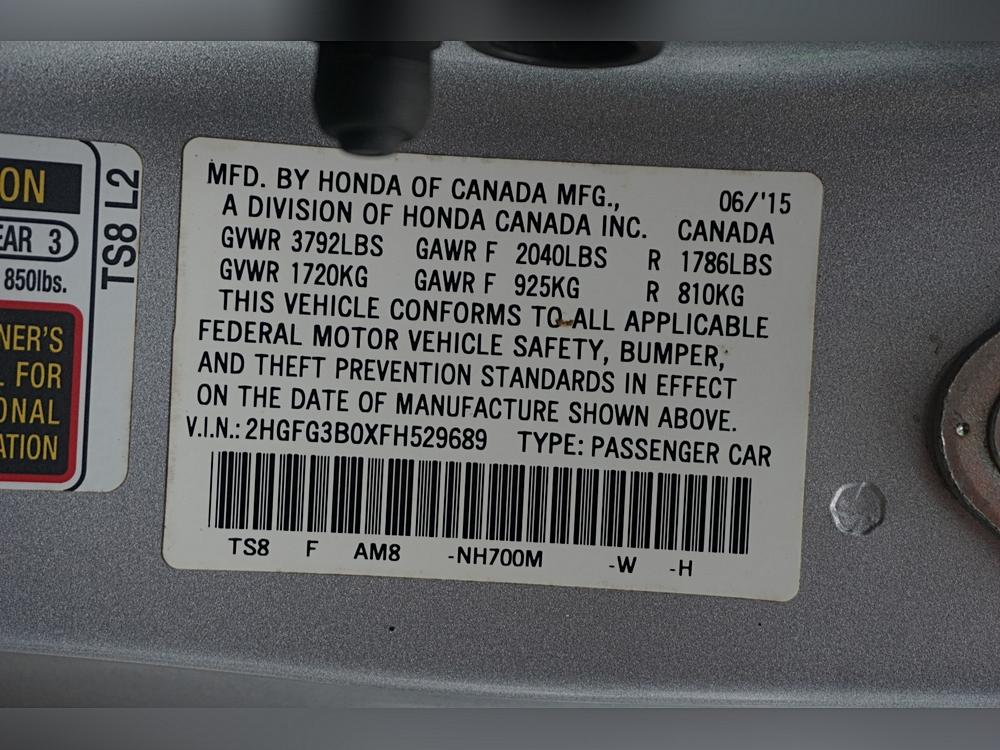 ON
EAR 3
850lbs.
NER'S
L FOR
ONAL
ATION
TS8 L2
MFD. BY HONDA OF CANADA MFG., 06/'15
A DIVISION OF HONDA CANADA INC. CANADA
GVWR 3792LBS GAWR F 2040LBS R 1786LBS
GVWR 1720KG GAWR F 925KG R 810KG
THIS VEHICLE CONFORMS TO ALL APPLICABLE
FEDERAL MOTOR VEHICLE SAFETY, BUMPER,
AND THEFT PREVENTION STANDARDS IN EFFECT
ON THE DATE OF MANUFACTURE SHOWN ABOVE.
V.I.N.: 2HGFG3B0XFH529689 TYPE: PASSENGER CAR
TS8 F AM8 -NH700M -W -H